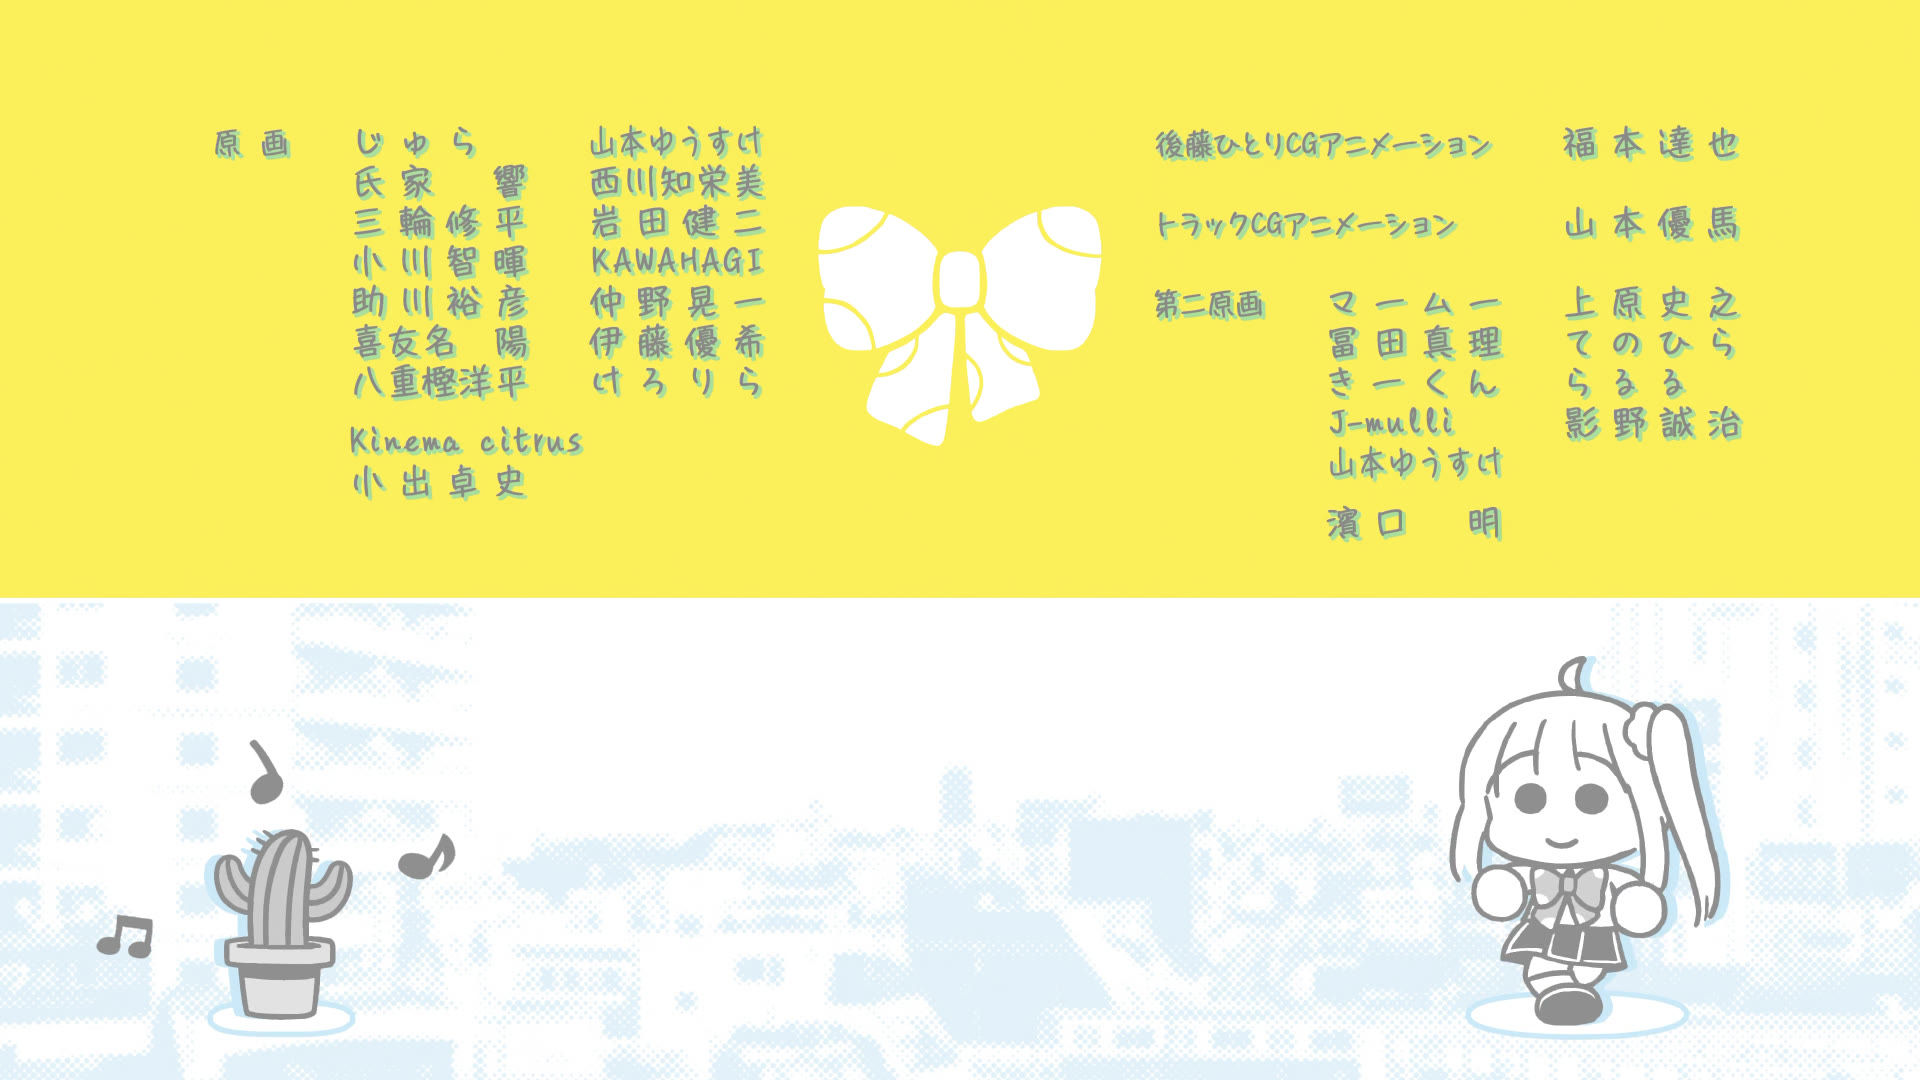 原画 じゅら 山本ゆうすけ
氏家 響 西川知栄美
三輪修平 岩田健二
小川智暉 KAWAHAGI
助川裕彦 仲野晃一
喜友名 陽 伊藤優希
八重樫洋平 けろりら
Kinema citrus
小出卓史
後藤ひとりCGアニメーション 福本達也
トラックCGアニメーション 山本優馬
第二原画 マームー 上原史之
冨田真理 てのひら
きーくん らるる
J-mulli 影野誠治
山本ゆうすけ
濱口 明